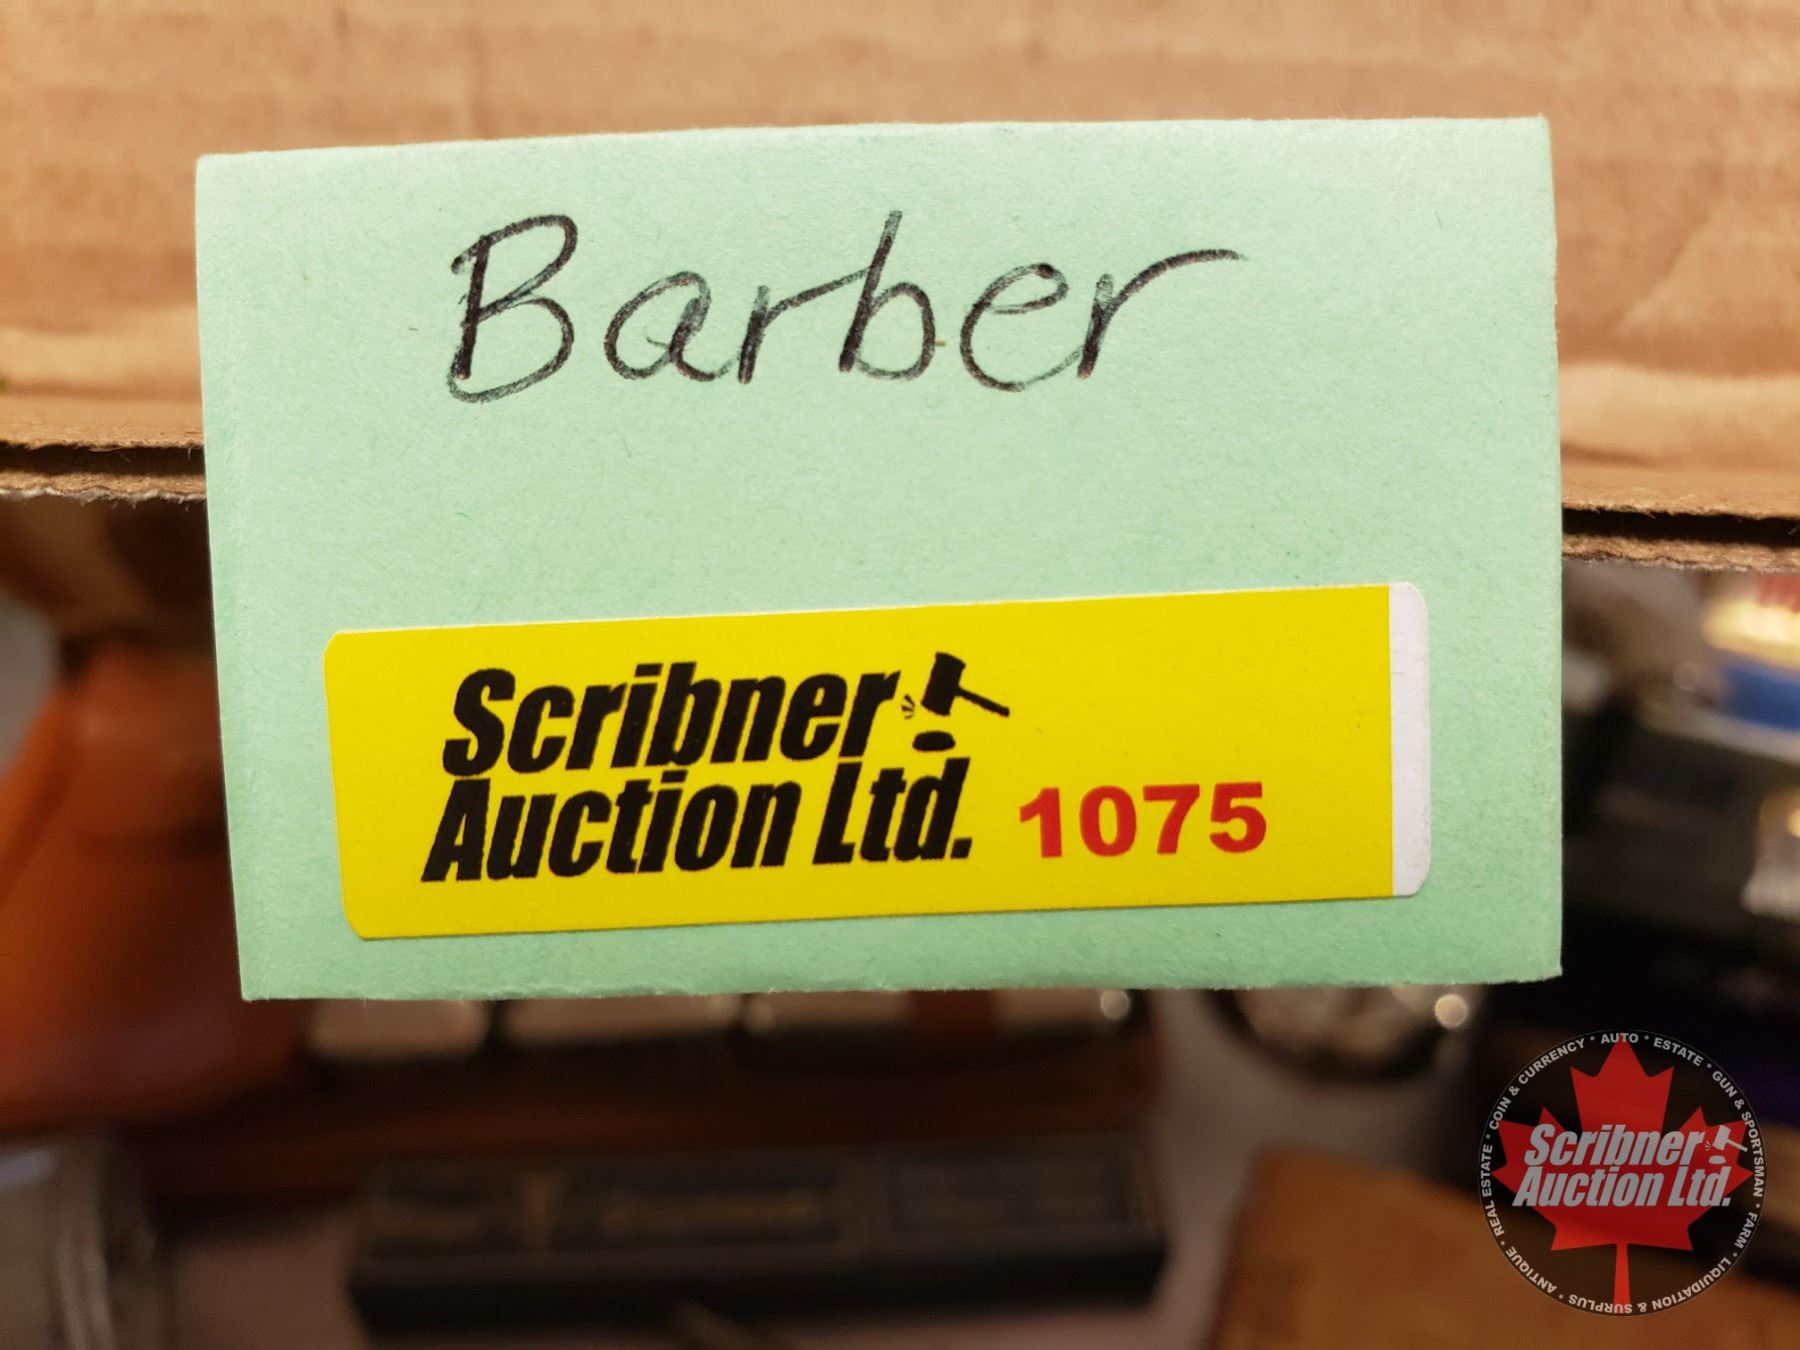 Barber
Scribner
Auction Ltd. 1075
COIN & CURRENCY * AUTO * ESTATE * GUN & SPORTSMAN * FARM * LIQUIDATION & SURPLUS * ANTIQUE * REAL ESTATE *
Scribner
Auction Ltd.